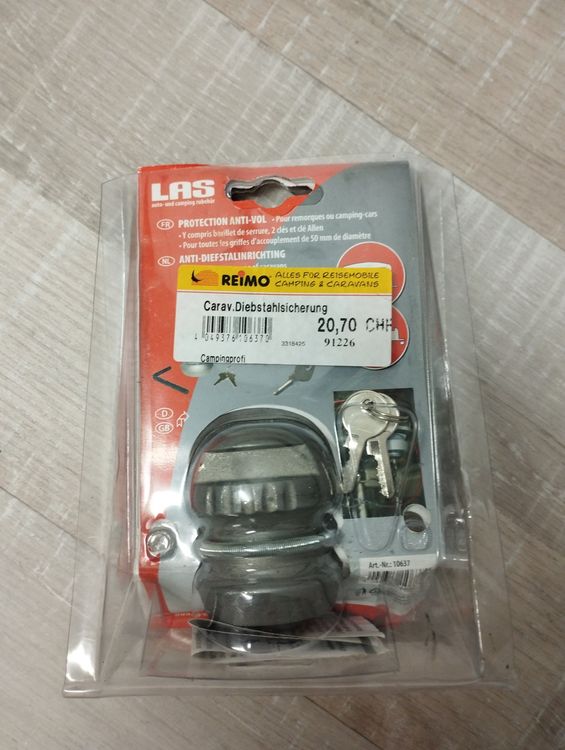 LAS
auto- und camping zubehör
FR PROTECTION ANTI-VOL - Pour remorques ou camping-cars
- Y compris barillet de serrure, 2 clés et clé Allen
- Pour toutes les griffes d'accouplement de 50 mm de diamètre
NL ANTI-DIEFSTALINRICHTING
REIMO ALLES FÜR REISEMOBILE
CAMPING & CARAVANS
Carav.Diebstahlsicherung
20,70 CHF
4 049376 106370
3318425 91226
Campingprofi
D
GB
Art.-Nr.: 10637